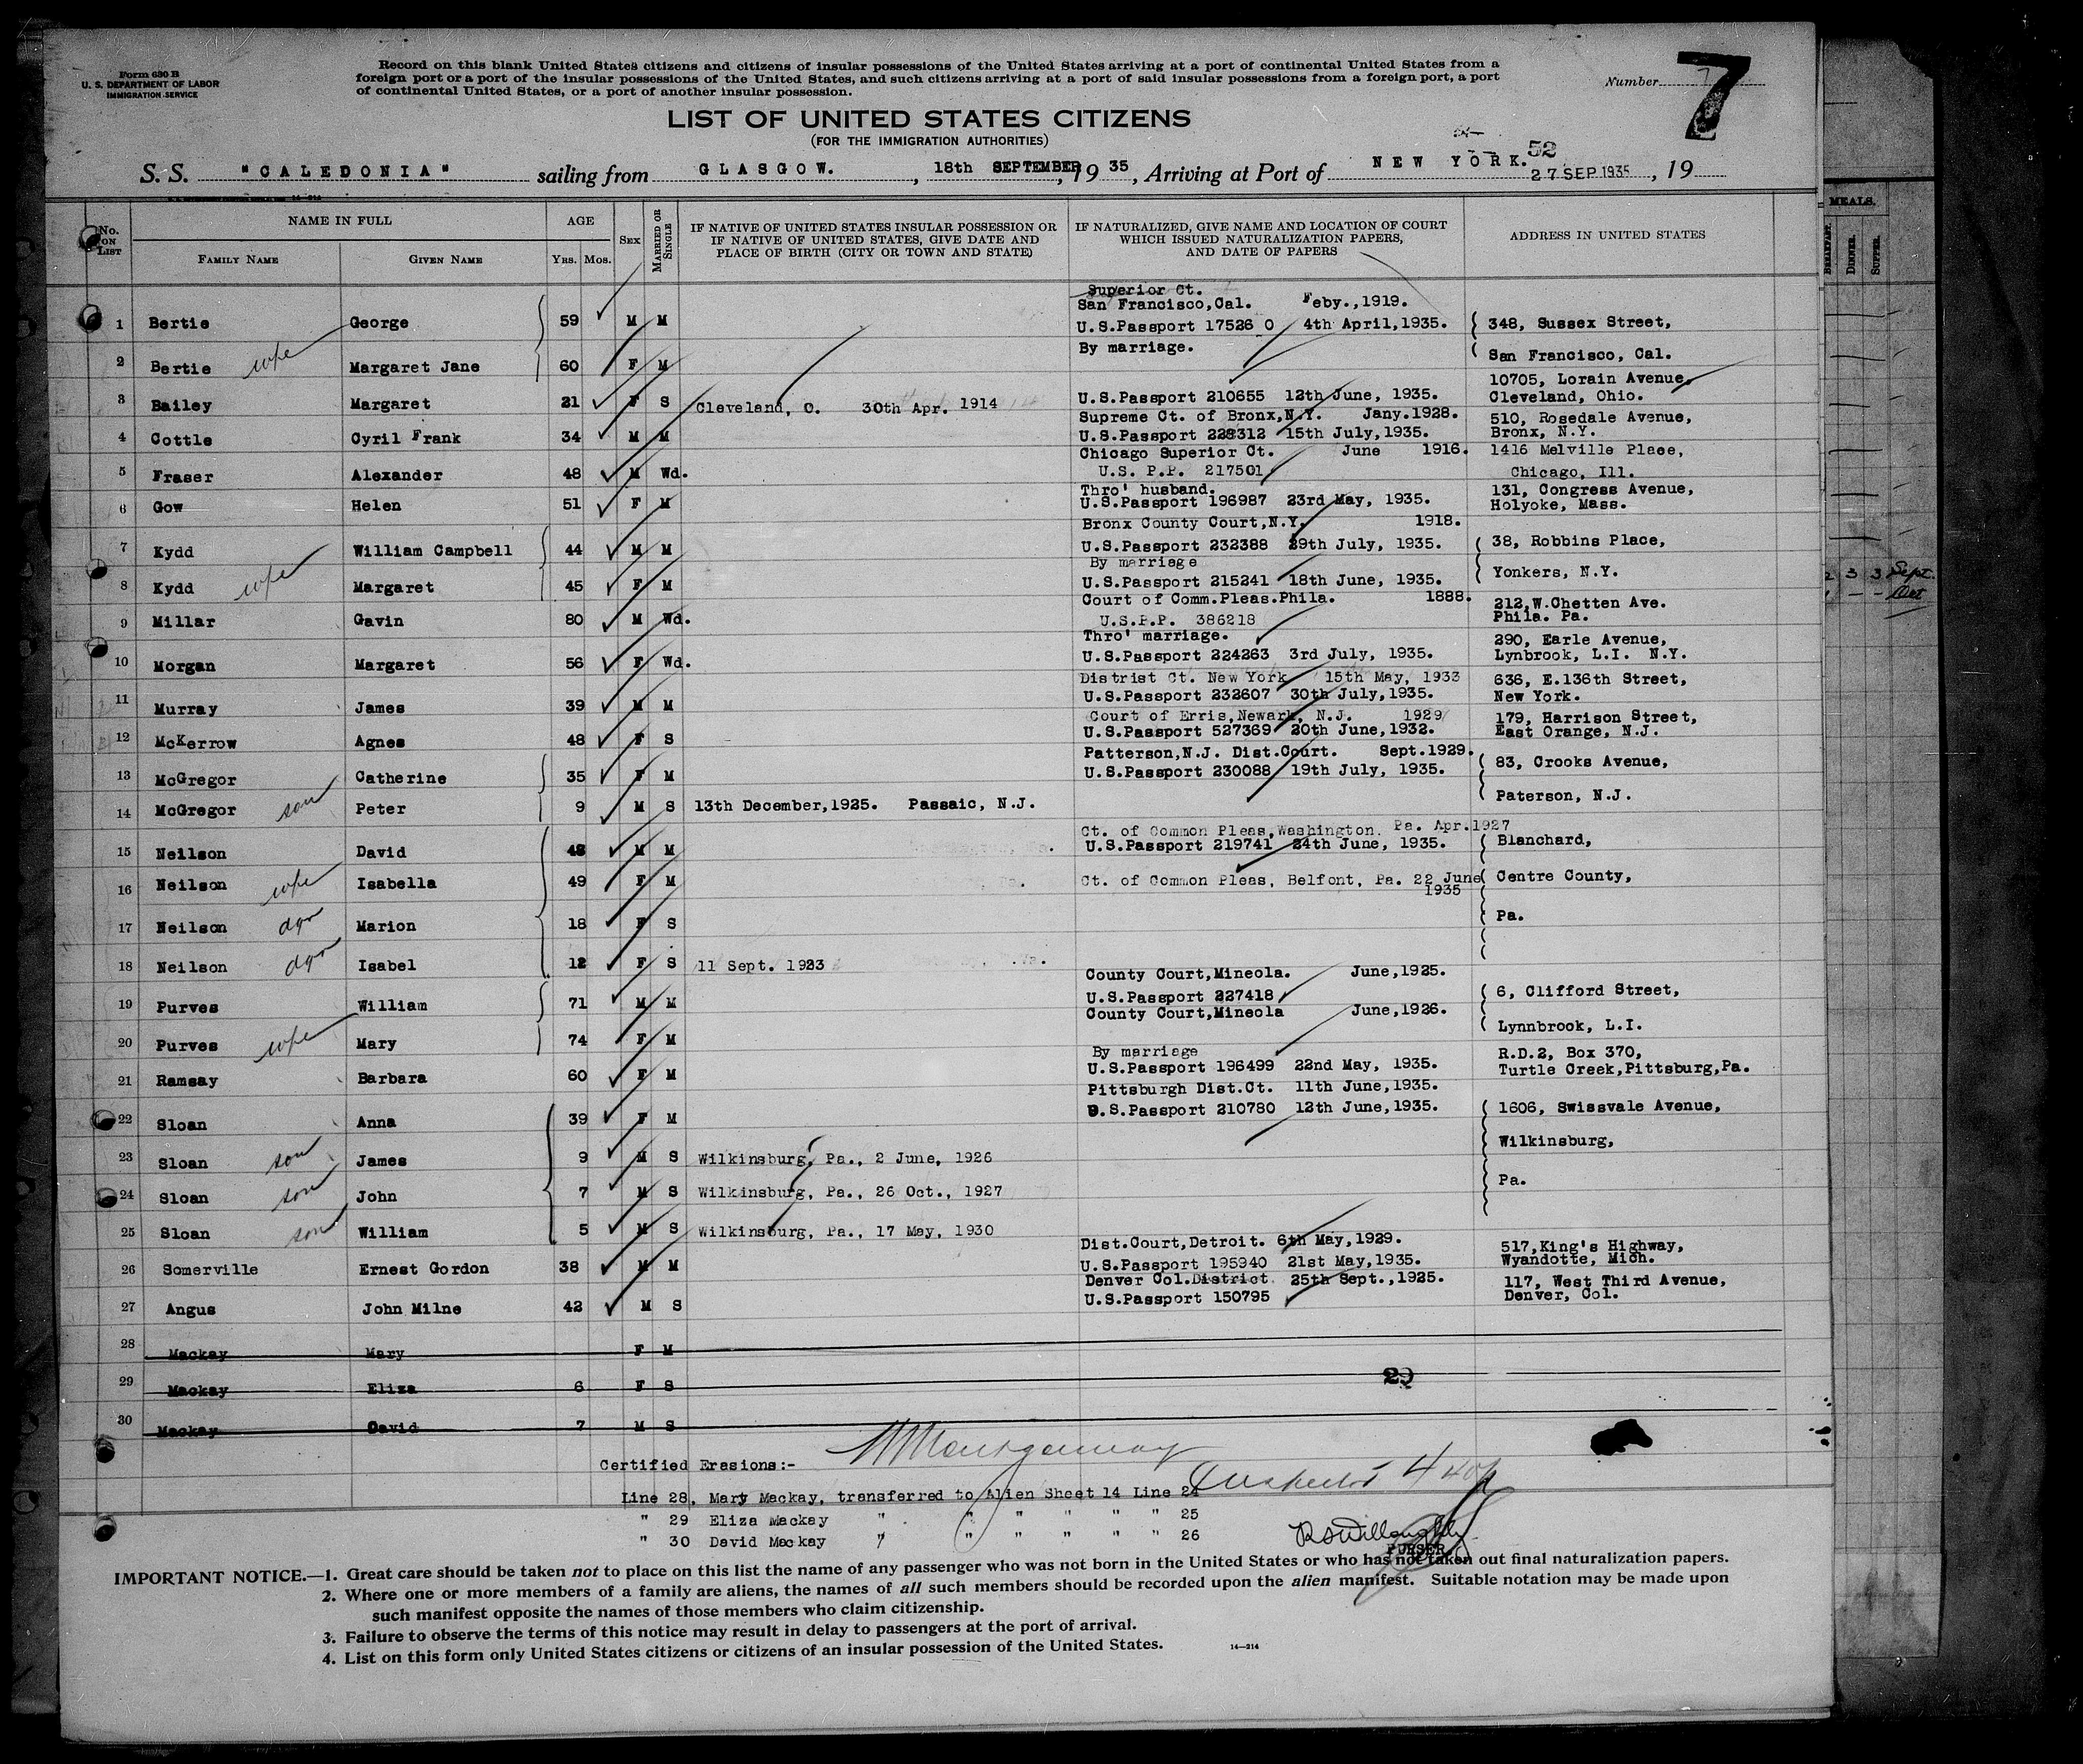 Form 630 B
U. S. DEPARTMENT OF LABOR
IMMIGRATION SERVICE
Record on this blank United States citizens and citizens of insular possessions of the United States arriving at a port of continental United States from a
foreign port or a port of the insular possessions of the United States, and such citizens arriving at a port of said insular possessions from a foreign port, a port
of continental United States, or a port of another insular possession.
Number 7
7
LIST OF UNITED STATES CITIZENS
(FOR THE IMMIGRATION AUTHORITIES)
52
S. S. "CALEDONIA" sailing from GLASGOW. , 18th SEPTEMBER, 19 35, Arriving at Port of NEW YORK. 27 SEP 1935 , 19
No. ON LIST NAME IN FULL AGE SEX MARRIED OR SINGLE IF NATIVE OF UNITED STATES INSULAR POSSESSION OR IF NATIVE OF UNITED STATES, GIVE DATE AND PLACE OF BIRTH (CITY OR TOWN AND STATE) IF NATURALIZED, GIVE NAME AND LOCATION OF COURT WHICH ISSUED NATURALIZATION PAPERS, AND DATE OF PAPERS ADDRESS IN UNITED STATES
FAMILY NAME GIVEN NAME YRS. MOS.
MEALS.
BREAKFAST. DINNER. SUPPER.
Superior Ct.
San Francisco,Cal. Feby.,1919.
1 Bertie George 59 M M U.S.Passport 17526 0 4th April,1935. 348, Sussex Street,
By marriage.
2 Bertie wife Margaret Jane 60 F M San Francisco, Cal.
10705, Lorain Avenue,
3 Bailey Margaret 21 F S Cleveland, O. 30th Apr. 1914 U.S.Passport 210655 12th June, 1935. Cleveland, Ohio.
Supreme Ct. of Bronx,N.Y. Jany.1928. 510, Rosedale Avenue,
4 Cottle Cyril Frank 34 M M U.S.Passport 228312 15th July,1935. Bronx, N.Y.
Chicago Superior Ct. June 1916. 1416 Melville Place,
5 Fraser Alexander 48 M Wd. U.S. P.P. 217501 Chicago, Ill.
Thro' husband. 131, Congress Avenue,
6 Gow Helen 51 F M U.S.Passport 196987 23rd May, 1935. Holyoke, Mass.
Bronx County Court,N.Y. 1918.
7 Kydd William Campbell 44 M M U.S.Passport 232388 29th July, 1935. 38, Robbins Place,
By marriage
8 Kydd wife Margaret 45 F M U.S.Passport 215241 18th June, 1935. Yonkers, N.Y.
2 3 3 Sept.
Court of Comm.Pleas.Phila. 1888. 212,W.Chetten Ave.
9 Millar Gavin 80 M Wd. U.S.P.P. 386218 Phila. Pa.
Thro' marriage. 290, Earle Avenue,
10 Morgan Margaret 56 F Wd. U.S.Passport 224263 3rd July, 1935. Lynbrook, L.I. N.Y.
District Ct. New York 15th May, 1933 636, E.136th Street,
11 Murray James 39 M M U.S.Passport 232607 30th July,1935. New York.
Court of Erris,Newark, N.J. 1929 179, Harrison Street,
12 McKerrow Agnes 48 F S U.S.Passport 527369 20th June,1932. East Orange, N.J.
Patterson,N.J. Dist.Court. Sept.1929.
13 McGregor Catherine 35 F M U.S.Passport 230088 19th July, 1935. 83, Crooks Avenue,
14 McGregor son Peter 9 M S 13th December,1925. Passaic, N.J. Paterson, N.J.
Ct. of Common Pleas,Washington. Pa. Apr.1927
15 Neilson David 48 M M U.S.Passport 219741 24th June, 1935. Blanchard,
16 Neilson wife Isabella 49 F M Ct. of Common Pleas, Belfont, Pa. 22 June 1935 Centre County,
17 Neilson dgr Marion 18 F S Pa.
18 Neilson dgr Isabel 12 F S 11 Sept. 1923
County Court,Mineola. June,1925.
19 Purves William 71 M M U.S.Passport 227418 6, Clifford Street,
County Court,Mineola June,1926.
20 Purves wife Mary 74 F M Lynnbrook, L.I.
By marriage R.D.2, Box 370,
21 Ramsay Barbara 60 F M U.S.Passport 196499 22nd May, 1935. Turtle Creek,Pittsburg,Pa.
Pittsburgh Dist.Ct. 11th June,1935.
22 Sloan Anna 39 F M U.S.Passport 210780 12th June,1935. 1606, Swissvale Avenue,
Wilkinsburg,
23 Sloan son James 9 M S Wilkinsburg, Pa., 2 June, 1926
24 Sloan son John 7 M S Wilkinsburg, Pa., 26 Oct., 1927 Pa.
25 Sloan son William 5 M S Wilkinsburg, Pa., 17 May, 1930
Dist.Court,Detroit. 6th May,1929. 517,King's Highway,
26 Somerville Ernest Gordon 38 M M U.S.Passport 195940 21st May,1935. Wyandotte, Mich.
Denver Col.District 25th Sept.,1925. 117, West Third Avenue,
27 Angus John Milne 42 M S U.S.Passport 150795 Denver, Col.
28 Mackay Mary F M
29 Mackay Eliza 6 F S
30 Mackay David 7 M S
Certified Erasions:- Montgomery
Line 28, Mary Mackay, transferred to Alien Sheet 14 Line 24
" 29 Eliza Mackay " " " " " " 25
" 30 David Mackay " " " " " " 26
R S Willoughby
PURSER.
IMPORTANT NOTICE.—1. Great care should be taken not to place on this list the name of any passenger who was not born in the United States or who has not taken out final naturalization papers.
2. Where one or more members of a family are aliens, the names of all such members should be recorded upon the alien manifest. Suitable notation may be made upon
such manifest opposite the names of those members who claim citizenship.
3. Failure to observe the terms of this notice may result in delay to passengers at the port of arrival.
4. List on this form only United States citizens or citizens of an insular possession of the United States.
14—214